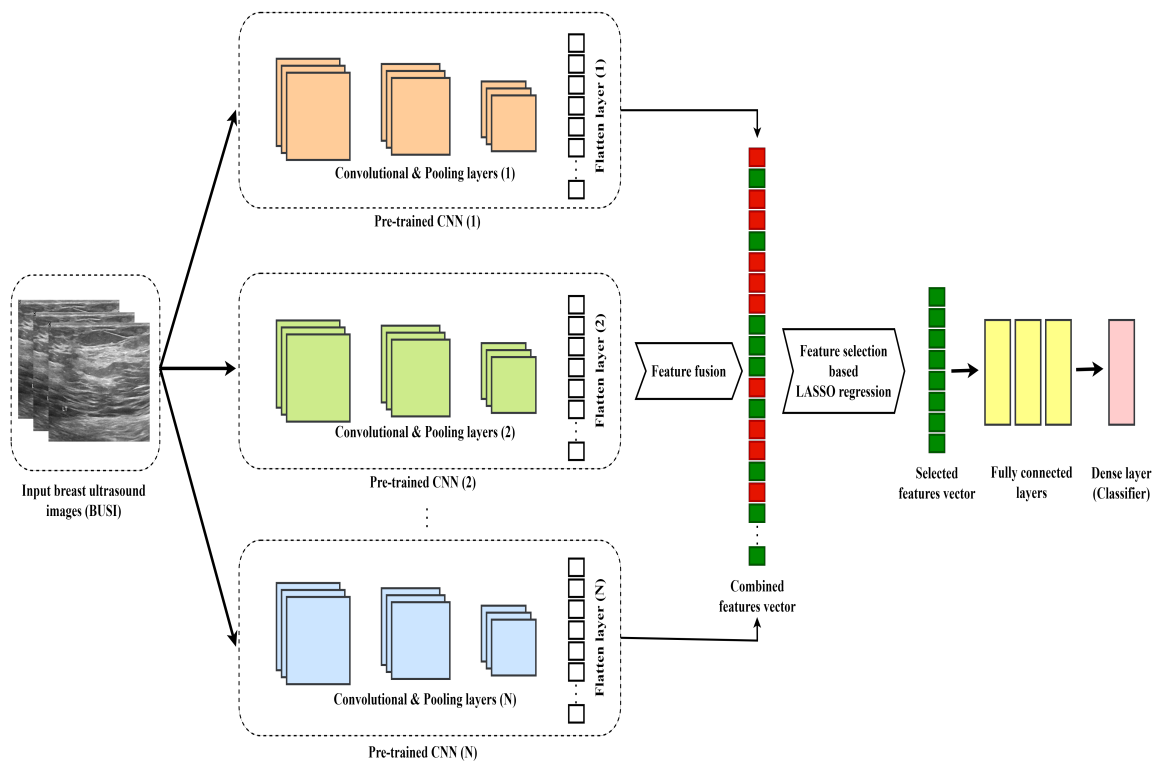 Convolutional & Pooling layers (1)
Flatten layer (1)
Pre-trained CNN (1)
Input breast ultrasound
images (BUSI)
Convolutional & Pooling layers (2)
Flatten layer (2)
Pre-trained CNN (2)
Convolutional & Pooling layers (N)
Flatten layer (N)
Pre-trained CNN (N)
Feature fusion
Combined
features vector
Feature selection
based
LASSO regression
Selected
features vector
Fully connected
layers
Dense layer
(Classifier)